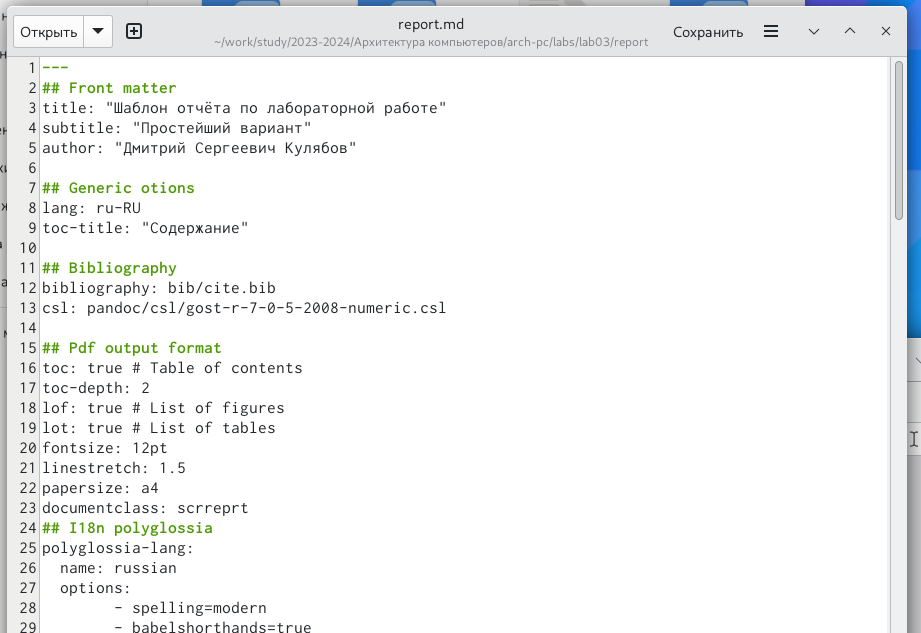 report.md
Открыть
~/work/study/2023-2024/Архитектура компьютеров/arch-pc/labs/lab03/report
Сохранить
1 ---
2 ## Front matter
3 title: "Шаблон отчёта по лабораторной работе"
4 subtitle: "Простейший вариант"
5 author: "Дмитрий Сергеевич Кулябов"
6
7 ## Generic otions
8 lang: ru-RU
9 toc-title: "Содержание"
10
11 ## Bibliography
12 bibliography: bib/cite.bib
13 csl: pandoc/csl/gost-r-7-0-5-2008-numeric.csl
14
15 ## Pdf output format
16 toc: true # Table of contents
17 toc-depth: 2
18 lof: true # List of figures
19 lot: true # List of tables
20 fontsize: 12pt
21 linestretch: 1.5
22 papersize: a4
23 documentclass: scrreprt
24 ## I18n polyglossia
25 polyglossia-lang:
26   name: russian
27   options:
28         - spelling=modern
29         - babelshorthands=true